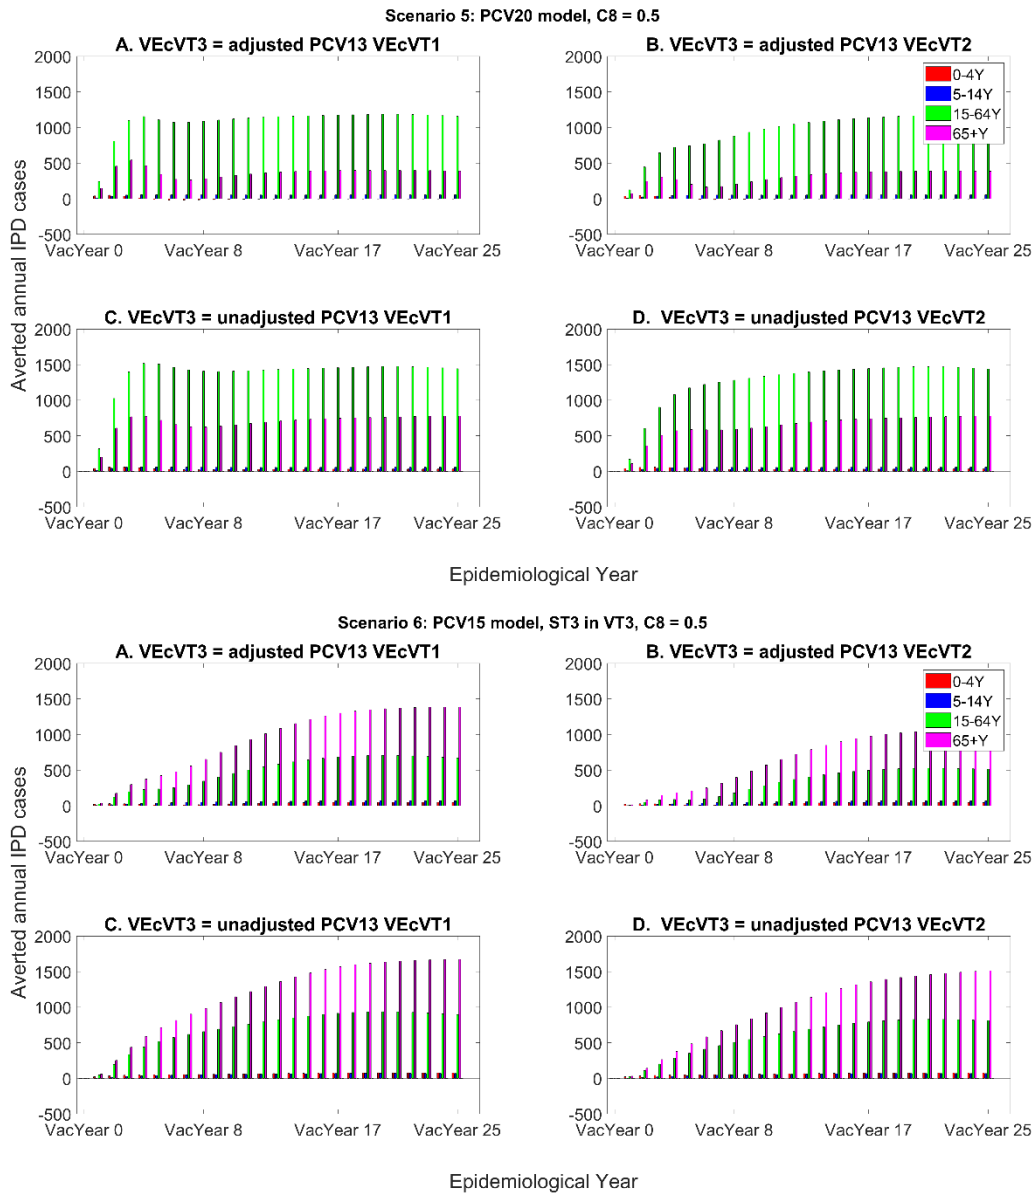 Scenario 5: PCV20 model, C8 = 0.5
A. VEcVT3 = adjusted PCV13 VEcVT1
2000
1500
1000
500
0
-500
VacYear 0
VacYear 8
VacYear 17
VacYear 25
B. VEcVT3 = adjusted PCV13 VEcVT2
2000
1500
1000
500
0
-500
VacYear 0
VacYear 8
VacYear 17
VacYear 25
0-4Y
5-14Y
15-64Y
65+Y
Averted annual IPD cases
C. VEcVT3 = unadjusted PCV13 VEcVT1
2000
1500
1000
500
0
-500
VacYear 0
VacYear 8
VacYear 17
VacYear 25
D. VEcVT3 = unadjusted PCV13 VEcVT2
2000
1500
1000
500
0
-500
VacYear 0
VacYear 8
VacYear 17
VacYear 25
Epidemiological Year
Scenario 6: PCV15 model, ST3 in VT3, C8 = 0.5
A. VEcVT3 = adjusted PCV13 VEcVT1
2000
1500
1000
500
0
-500
VacYear 0
VacYear 8
VacYear 17
VacYear 25
B. VEcVT3 = adjusted PCV13 VEcVT2
2000
1500
1000
500
0
-500
VacYear 0
VacYear 8
VacYear 17
VacYear 25
0-4Y
5-14Y
15-64Y
65+Y
Averted annual IPD cases
C. VEcVT3 = unadjusted PCV13 VEcVT1
2000
1500
1000
500
0
-500
VacYear 0
VacYear 8
VacYear 17
VacYear 25
D. VEcVT3 = unadjusted PCV13 VEcVT2
2000
1500
1000
500
0
-500
VacYear 0
VacYear 8
VacYear 17
VacYear 25
Epidemiological Year